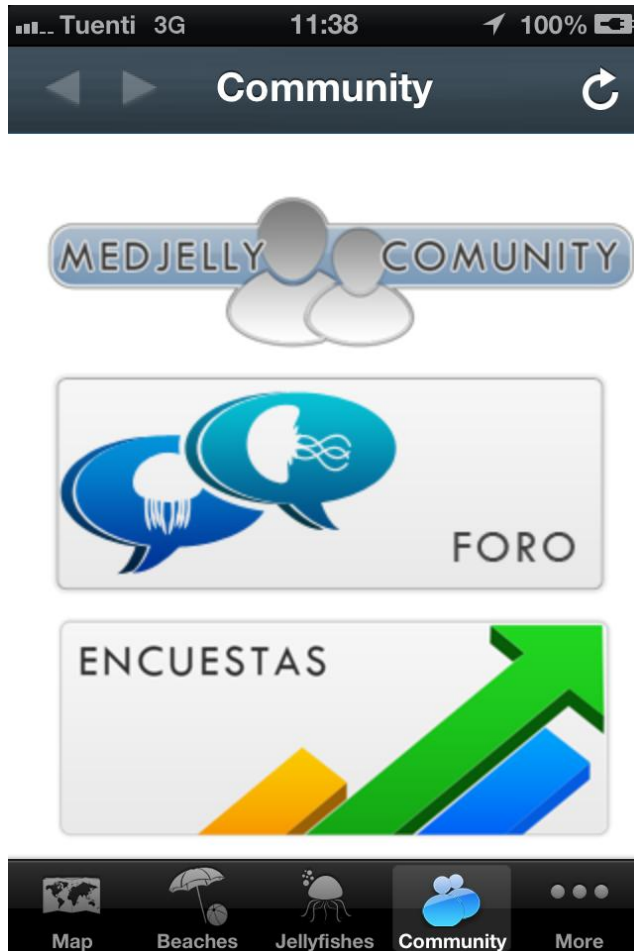 Tuenti 3G 11:38 100%
Community
MEDJELLY COMUNITY
FORO
ENCUESTAS
Map Beaches Jellyfishes Community More